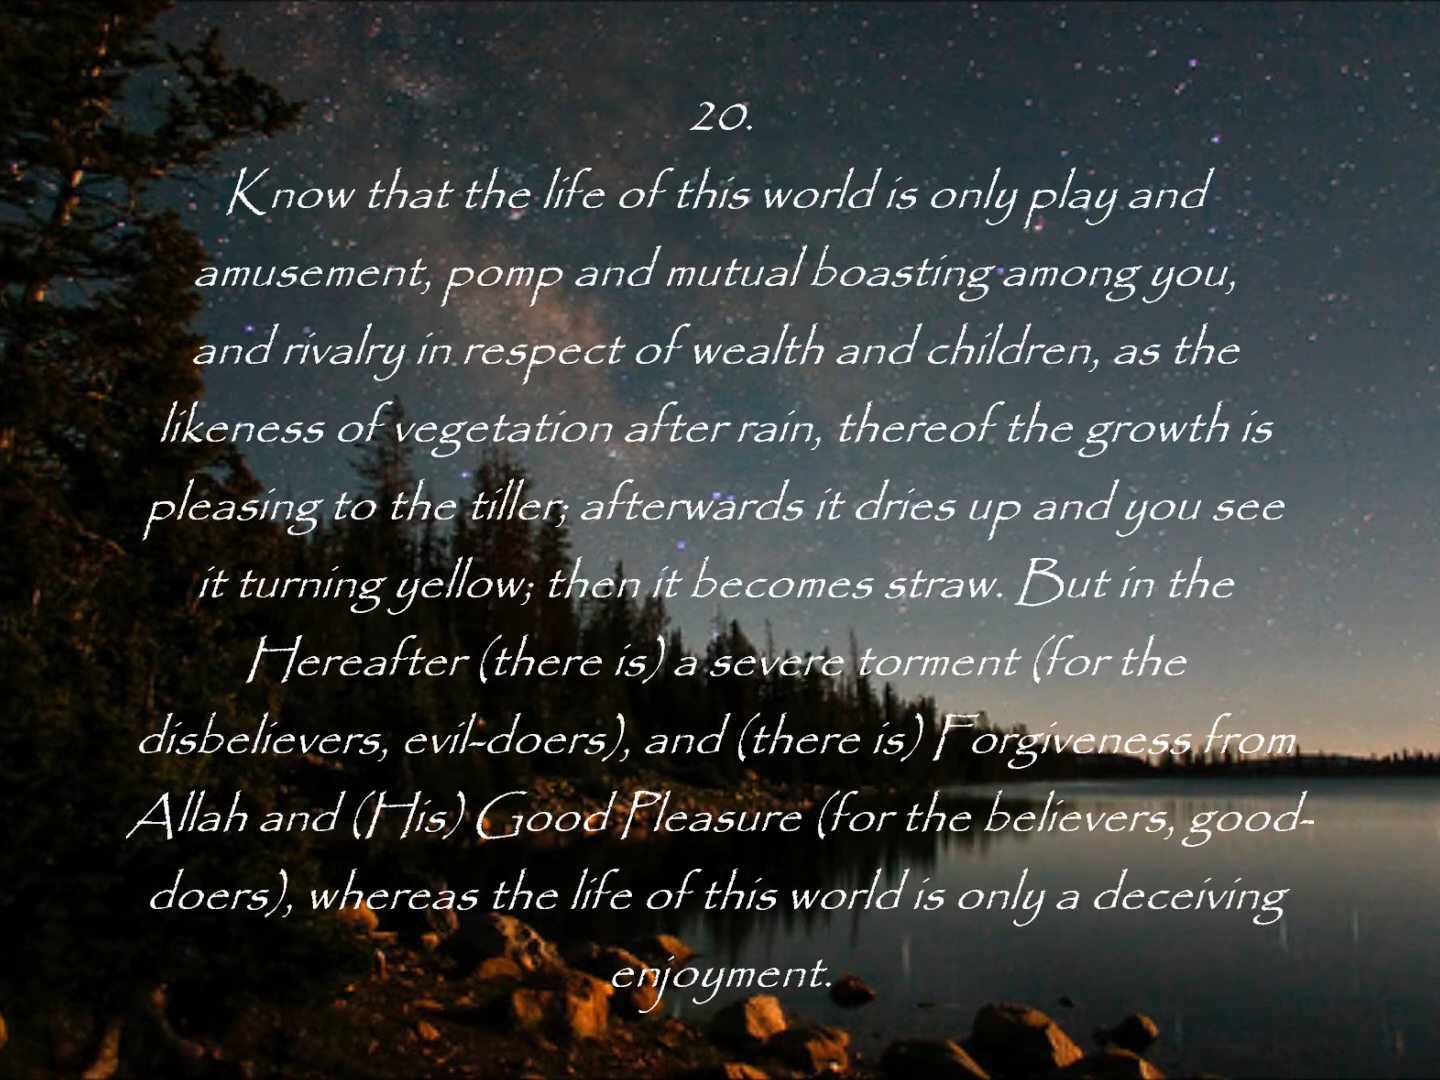 20.
Know that the life of this world is only play and
amusement, pomp and mutual boasting among you,
and rivalry in respect of wealth and children, as the
likeness of vegetation after rain, thereof the growth is
pleasing to the tiller; afterwards it dries up and you see
it turning yellow; then it becomes straw. But in the
Hereafter (there is) a severe torment (for the
disbelievers, evil-doers), and (there is) Forgiveness from
Allah and (His) Good Pleasure (for the believers, good-
doers), whereas the life of this world is only a deceiving
enjoyment.